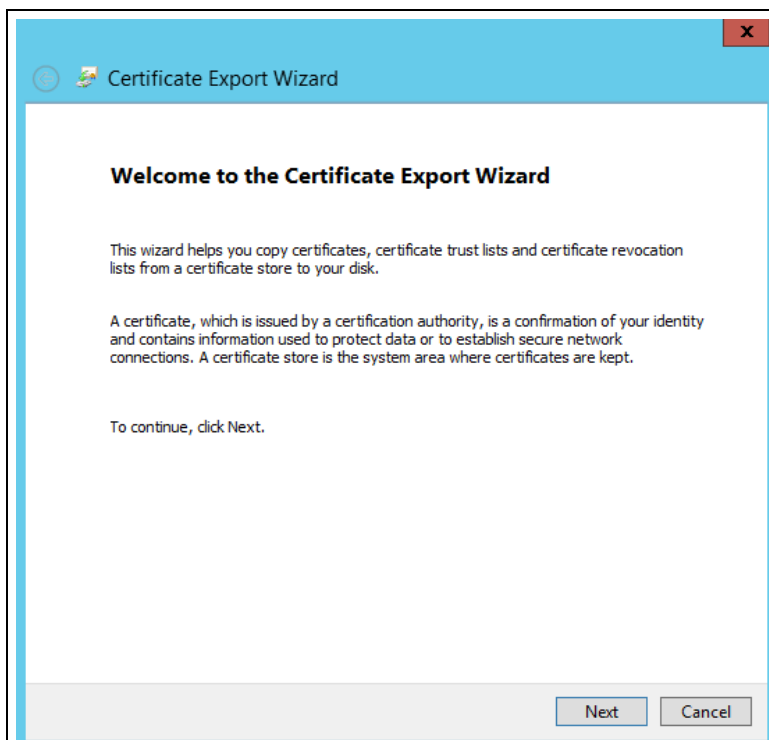 x
Certificate Export Wizard
Welcome to the Certificate Export Wizard
This wizard helps you copy certificates, certificate trust lists and certificate revocation
lists from a certificate store to your disk.
A certificate, which is issued by a certification authority, is a confirmation of your identity
and contains information used to protect data or to establish secure network
connections. A certificate store is the system area where certificates are kept.
To continue, click Next.
Next
Cancel